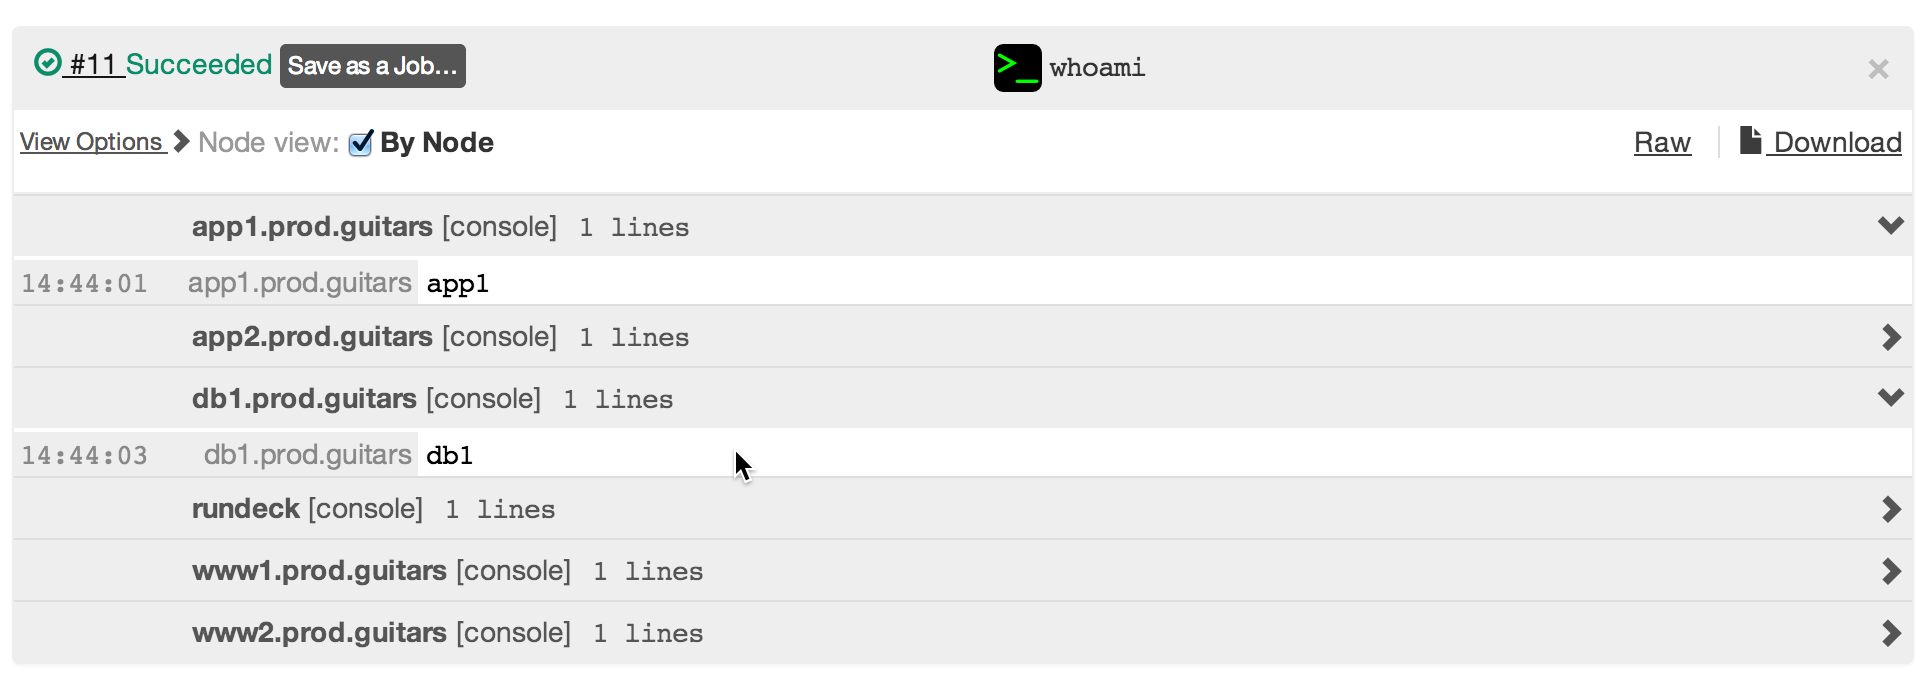 #11 Succeeded Save as a Job... >_ whoami ×
View Options Node view: By Node Raw Download
app1.prod.guitars [console] 1 lines
14:44:01 app1.prod.guitars app1
app2.prod.guitars [console] 1 lines
db1.prod.guitars [console] 1 lines
14:44:03 db1.prod.guitars db1
rundeck [console] 1 lines
www1.prod.guitars [console] 1 lines
www2.prod.guitars [console] 1 lines